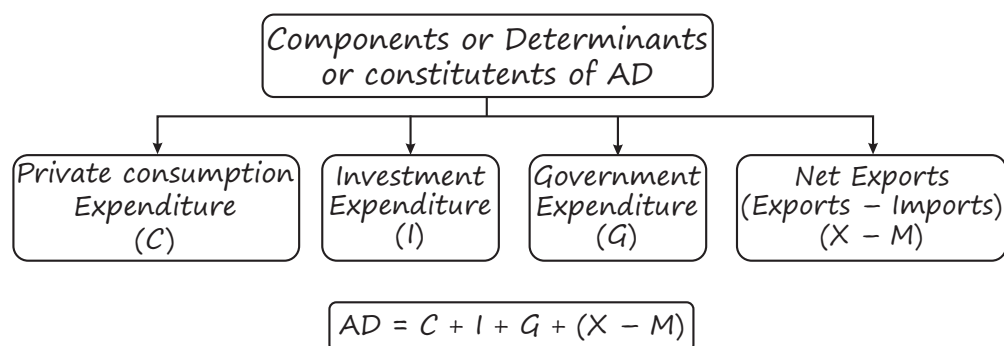 Components or Determinants
or constitutents of AD
Private consumption
Expenditure
(C)
Investment
Expenditure
(I)
Government
Expenditure
(G)
Net Exports
(Exports – Imports)
(X – M)
AD = C + I + G + (X – M)